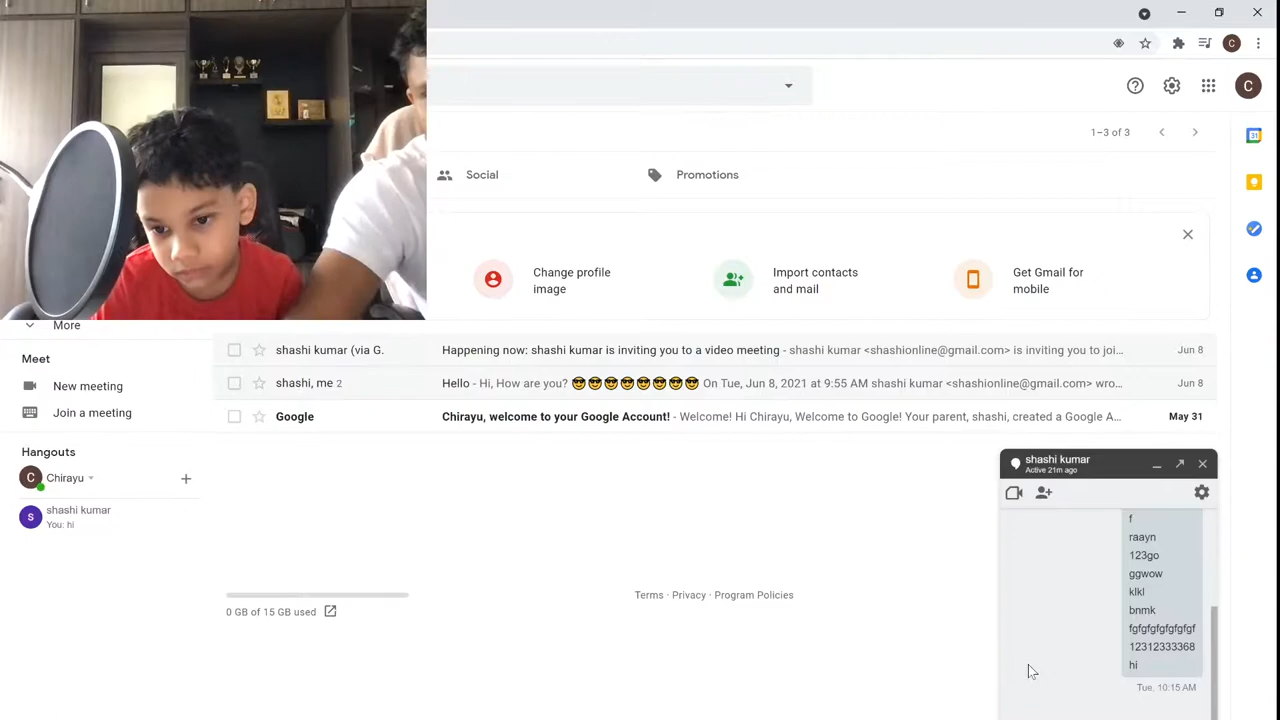 C
C
1–3 of 3
31
Social
Promotions
Change profile
image
Import contacts
and mail
Get Gmail for
mobile
More
Meet
New meeting
Join a meeting
Hangouts
C Chirayu
S shashi kumar
You: hi
shashi kumar (via G. Happening now: shashi kumar is inviting you to a video meeting - shashi kumar <shashionline@gmail.com> is inviting you to joi... Jun 8
shashi, me 2 Hello - Hi, How are you? 😎😎😎😎😎😎😎 On Tue, Jun 8, 2021 at 9:55 AM shashi kumar <shashionline@gmail.com> wro... Jun 8
Google Chirayu, welcome to your Google Account! - Welcome! Hi Chirayu, Welcome to Google! Your parent, shashi, created a Google A... May 31
0 GB of 15 GB used
Terms · Privacy · Program Policies
shashi kumar
Active 21m ago
f
raayn
123go
ggwow
klkl
bnmk
fgfgfgfgfgfgf
12312333368
hi
Tue, 10:15 AM